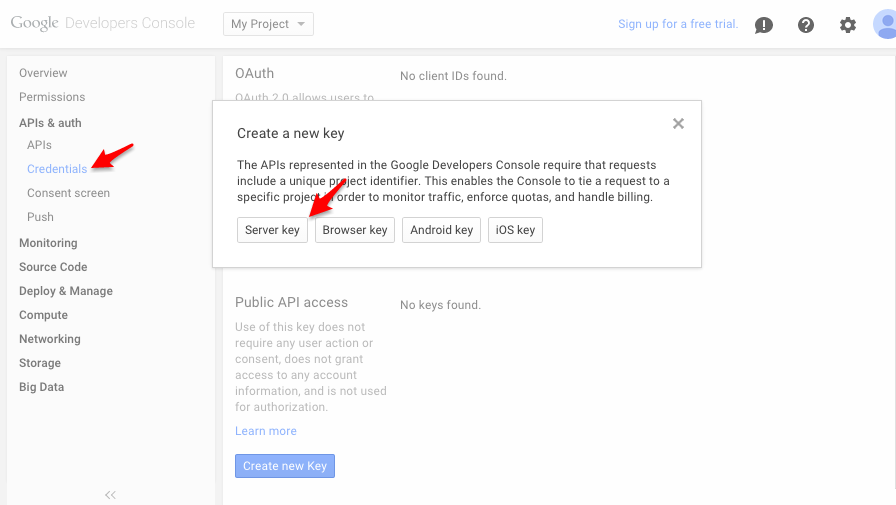 Google Developers Console
My Project
Sign up for a free trial.
Overview
Permissions
APIs & auth
APIs
Credentials
Consent screen
Push
Monitoring
Source Code
Deploy & Manage
Compute
Networking
Storage
Big Data
OAuth
No client IDs found.
OAuth 2.0 allows users to
Create a new key
The APIs represented in the Google Developers Console require that requests
include a unique project identifier. This enables the Console to tie a request to a
specific project in order to monitor traffic, enforce quotas, and handle billing.
Server key
Browser key
Android key
iOS key
Public API access
No keys found.
Use of this key does not
require any user action or
consent, does not grant
access to any account
information, and is not used
for authorization.
Learn more
Create new Key